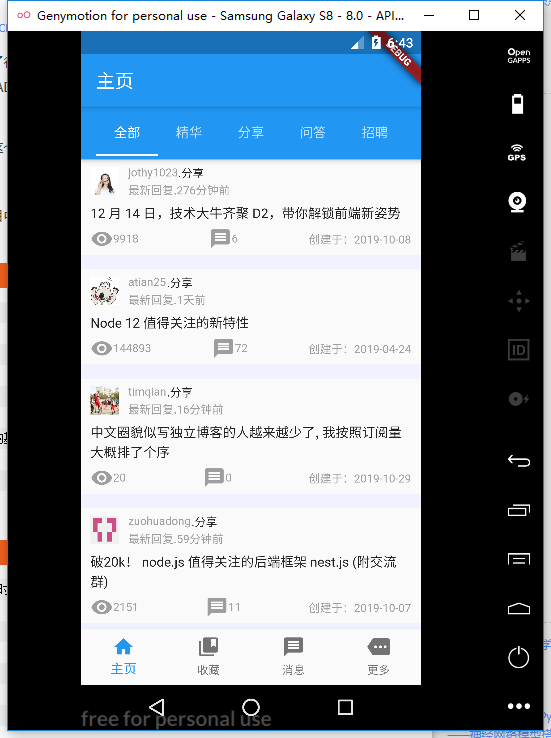 Genymotion for personal use - Samsung Galaxy S8 - 8.0 - API...
6:43
DEBUG
主页
全部 精华 分享 问答 招聘
jothy1023.分享
最新回复.276分钟前
12 月 14 日，技术大牛齐聚 D2，带你解锁前端新姿势
9918 6 创建于：2019-10-08
atian25.分享
最新回复.1天前
Node 12 值得关注的新特性
144893 72 创建于：2019-04-24
timqian.分享
最新回复.16分钟前
中文圈貌似写独立博客的人越来越少了, 我按照订阅量
大概排了个序
20 0 创建于：2019-10-29
zuohuadong.分享
最新回复.59分钟前
破20k！ node.js 值得关注的后端框架 nest.js (附交流
群)
2151 11 创建于：2019-10-07
主页 收藏 消息 更多
free for personal use
Open
GAPPS
GPS
ID